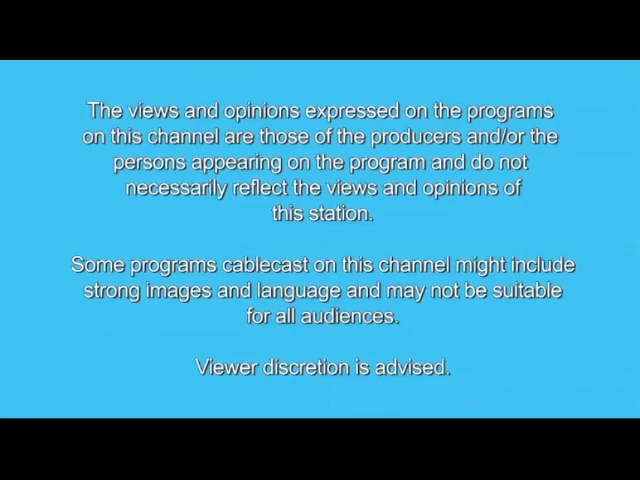 The views and opinions expressed on the programs
on this channel are those of the producers and/or the
persons appearing on the program and do not
necessarily reflect the views and opinions of
this station.
Some programs cablecast on this channel might include
strong images and language and may not be suitable
for all audiences.
Viewer discretion is advised.